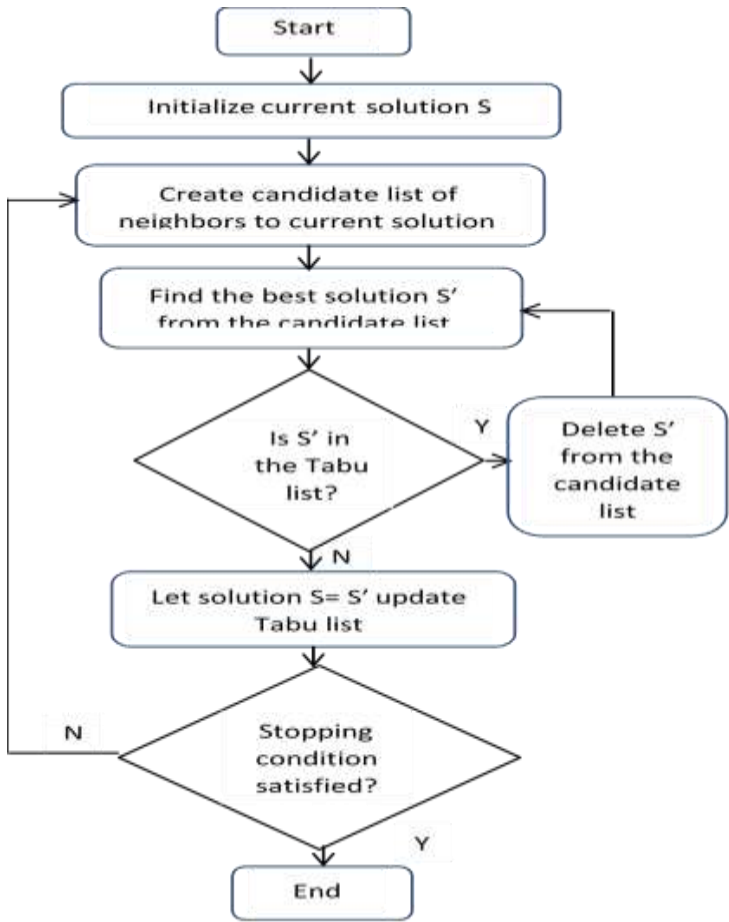 Start
Initialize current solution S
Create candidate list of
neighbors to current solution
Find the best solution S′
from the candidate list
Is S′ in
the Tabu
list?
Y
Delete S′
from the
candidate
list
N
Let solution S= S′ update
Tabu list
N
Stopping
condition
satisfied?
Y
End